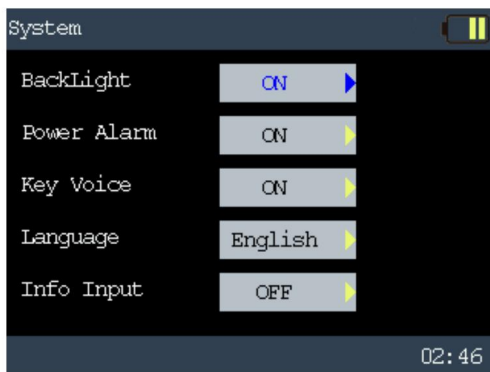 System
BackLight ON
Power Alarm ON
Key Voice ON
Language English
Info Input OFF
02:46